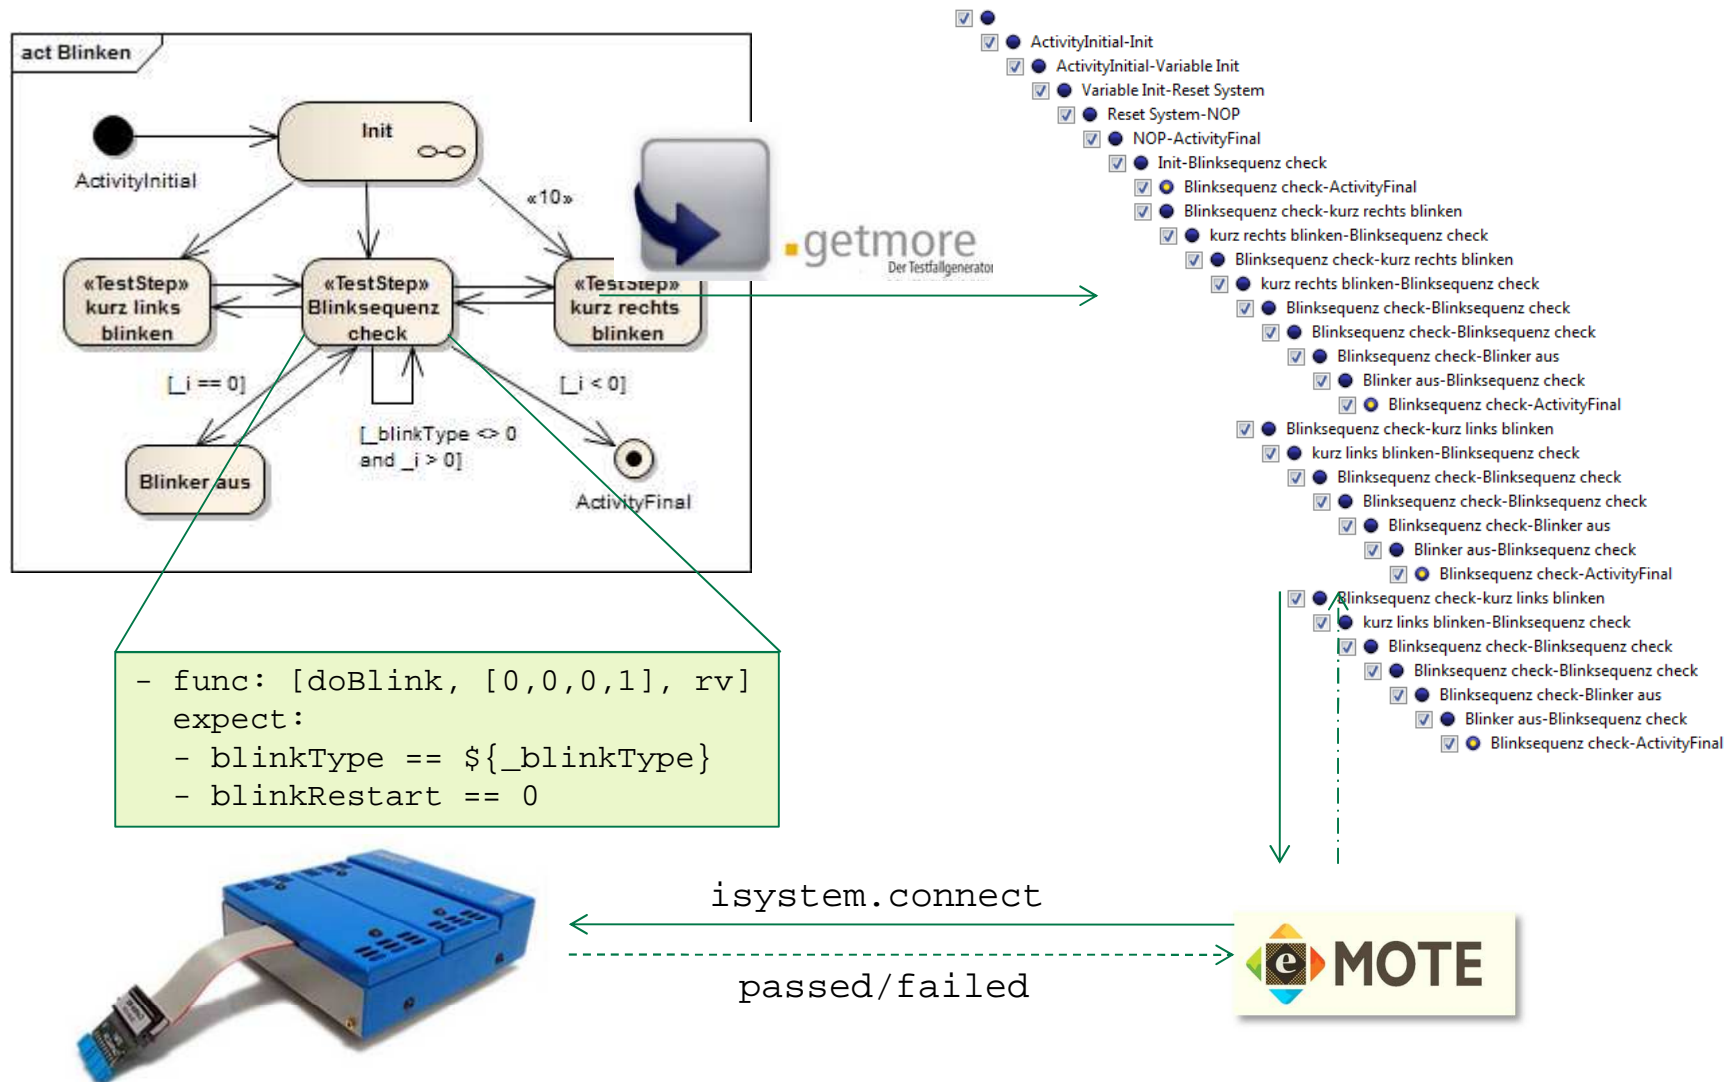 act Blinken
Init
ActivityInitial
«10»
«TestStep»
kurz links
blinken
«TestStep»
Blinksequenz
check
«TestStep»
kurz rechts
blinken
[_i == 0]
[_i < 0]
[_blinkType <> 0
and _i > 0]
Blinker aus
ActivityFinal
getmore
Der Testfallgenerator
ActivityInitial-Init
ActivityInitial-Variable Init
Variable Init-Reset System
Reset System-NOP
NOP-ActivityFinal
Init-Blinksequenz check
Blinksequenz check-ActivityFinal
Blinksequenz check-kurz rechts blinken
kurz rechts blinken-Blinksequenz check
Blinksequenz check-kurz rechts blinken
kurz rechts blinken-Blinksequenz check
Blinksequenz check-Blinksequenz check
Blinksequenz check-Blinksequenz check
Blinksequenz check-Blinker aus
Blinker aus-Blinksequenz check
Blinksequenz check-ActivityFinal
Blinksequenz check-kurz links blinken
kurz links blinken-Blinksequenz check
Blinksequenz check-Blinksequenz check
Blinksequenz check-Blinksequenz check
Blinksequenz check-Blinker aus
Blinker aus-Blinksequenz check
Blinksequenz check-ActivityFinal
Blinksequenz check-kurz links blinken
kurz links blinken-Blinksequenz check
Blinksequenz check-Blinksequenz check
Blinksequenz check-Blinksequenz check
Blinksequenz check-Blinker aus
Blinker aus-Blinksequenz check
Blinksequenz check-ActivityFinal
- func: [doBlink, [0,0,0,1], rv]
expect:
- blinkType == ${_blinkType}
- blinkRestart == 0
isystem.connect
passed/failed
e MOTE